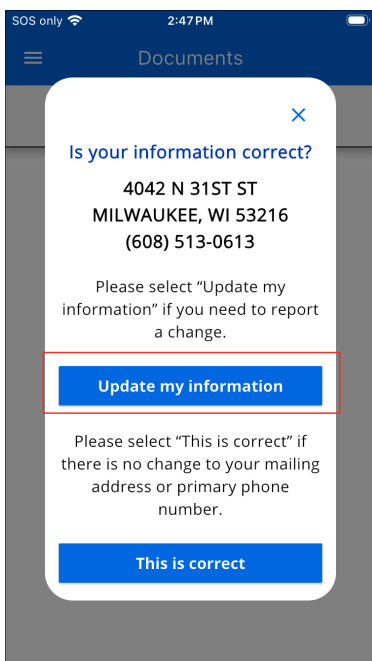 SOS only 2:47 PM
Documents
Is your information correct?
4042 N 31ST ST
MILWAUKEE, WI 53216
(608) 513-0613
Please select “Update my
information” if you need to report
a change.
Update my information
Please select “This is correct” if
there is no change to your mailing
address or primary phone
number.
This is correct